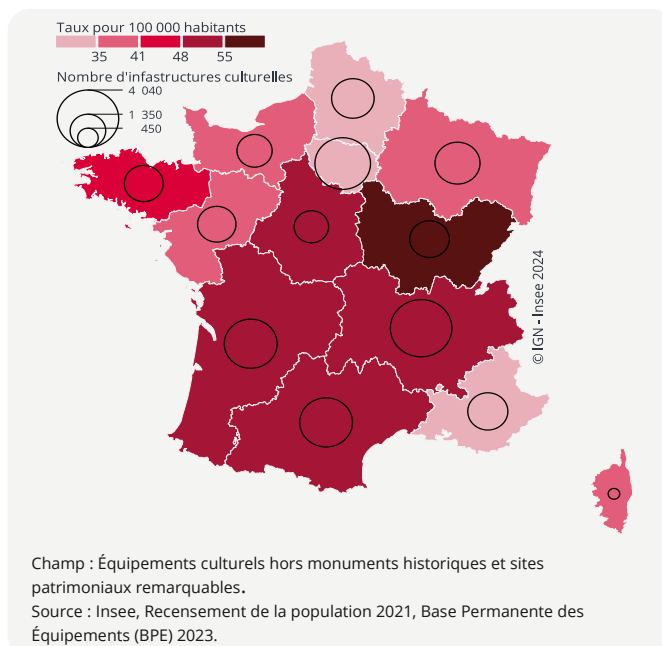 Taux pour 100 000 habitants
35 41 48 55
Nombre d'infastructures culturelles
4 040
1 350
450
© IGN - Insee 2024
Champ : Équipements culturels hors monuments historiques et sites
patrimoniaux remarquables.
Source : Insee, Recensement de la population 2021, Base Permanente des
Équipements (BPE) 2023.